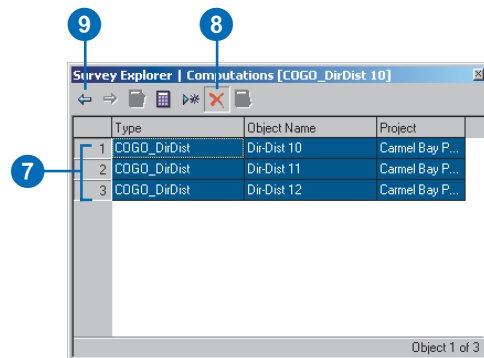 9 8
Survey Explorer | Computations [COGO_DirDist 10]
Type Object Name Project
7
1 COGO_DirDist Dir-Dist 10 Carmel Bay P...
2 COGO_DirDist Dir-Dist 11 Carmel Bay P...
3 COGO_DirDist Dir-Dist 12 Carmel Bay P...
Object 1 of 3